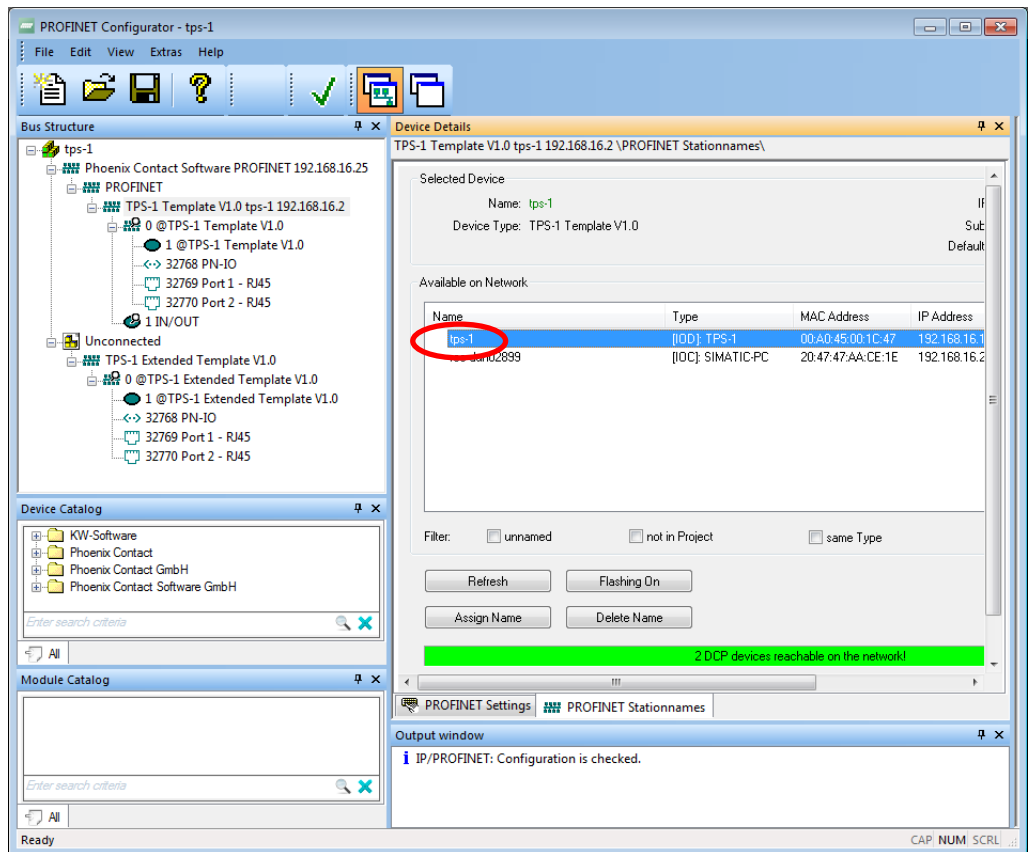 PROFINET Configurator - tps-1
File Edit View Extras Help
Bus Structure
tps-1
Phoenix Contact Software PROFINET 192.168.16.25
PROFINET
TPS-1 Template V1.0 tps-1 192.168.16.2
0 @TPS-1 Template V1.0
1 @TPS-1 Template V1.0
32768 PN-IO
32769 Port 1 - RJ45
32770 Port 2 - RJ45
1 IN/OUT
Unconnected
TPS-1 Extended Template V1.0
0 @TPS-1 Extended Template V1.0
1 @TPS-1 Extended Template V1.0
32768 PN-IO
32769 Port 1 - RJ45
32770 Port 2 - RJ45
Device Catalog
KW-Software
Phoenix Contact
Phoenix Contact GmbH
Phoenix Contact Software GmbH
Enter search criteria
All
Module Catalog
Enter search criteria
All
Device Details
TPS-1 Template V1.0 tps-1 192.168.16.2 \PROFINET Stationnames\
Selected Device
Name: tps-1
Device Type: TPS-1 Template V1.0 Sub
Default
Available on Network
Name Type MAC Address IP Address
tps-1 [IOD]: TPS-1 00:A0:45:00:1C:47 192.168.16.1
[IOC]: SIMATIC-PC 20:47:47:AA:CE:1E 192.168.16.2
Filter: unnamed not in Project same Type
Refresh Flashing On
Assign Name Delete Name
2 DCP devices reachable on the network!
PROFINET Settings PROFINET Stationnames
Output window
IP/PROFINET: Configuration is checked.
Ready CAP NUM SCRL